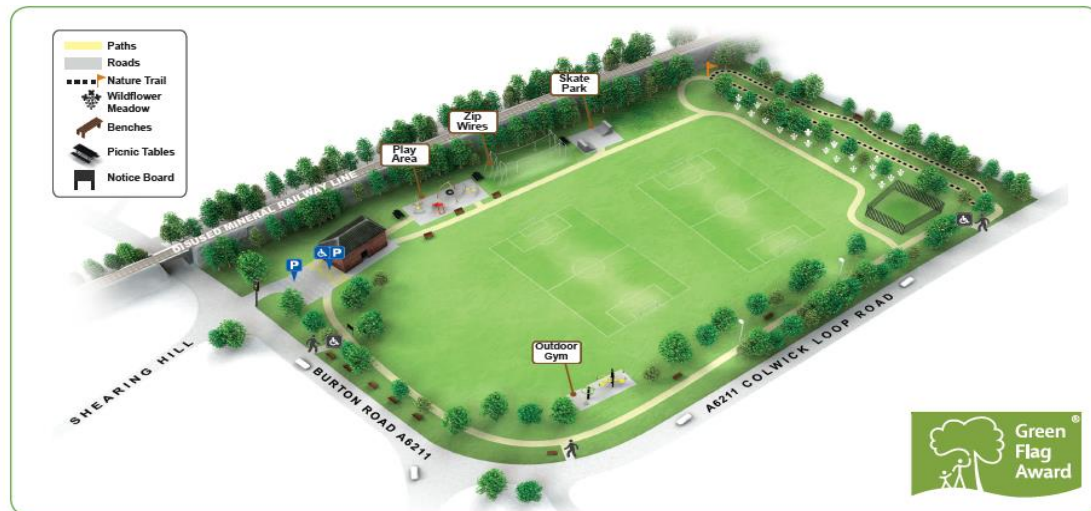 Paths
Roads
Nature Trail
Wildflower
Meadow
Benches
Picnic Tables
Notice Board
Skate
Park
Zip
Wires
Play
Area
DISUSED MINERAL RAILWAY LINE
P
P
SHEARING HILL
BURTON ROAD A6211
Outdoor
Gym
A6211 COLWICK LOOP ROAD
Green
Flag
Award
®